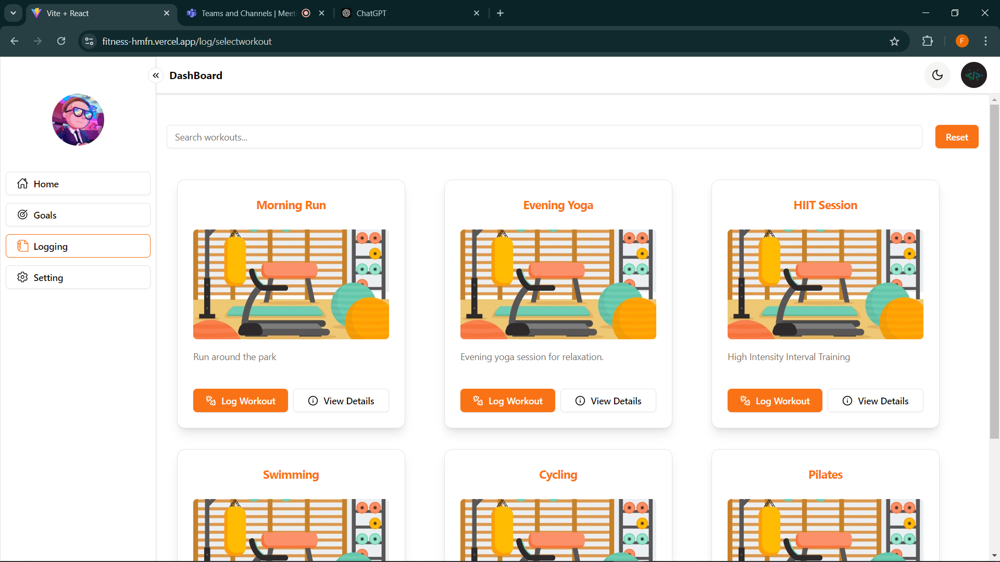 Vite + React
Teams and Channels | Meet
ChatGPT
fitness-hmfn.vercel.app/log/selectworkout
F
DashBoard
Search workouts...
Reset
Home
Goals
Logging
Setting
Morning Run
Evening Yoga
HIIT Session
Run around the park
Evening yoga session for relaxation.
High Intensity Interval Training
Log Workout
View Details
Log Workout
View Details
Log Workout
View Details
Swimming
Cycling
Pilates